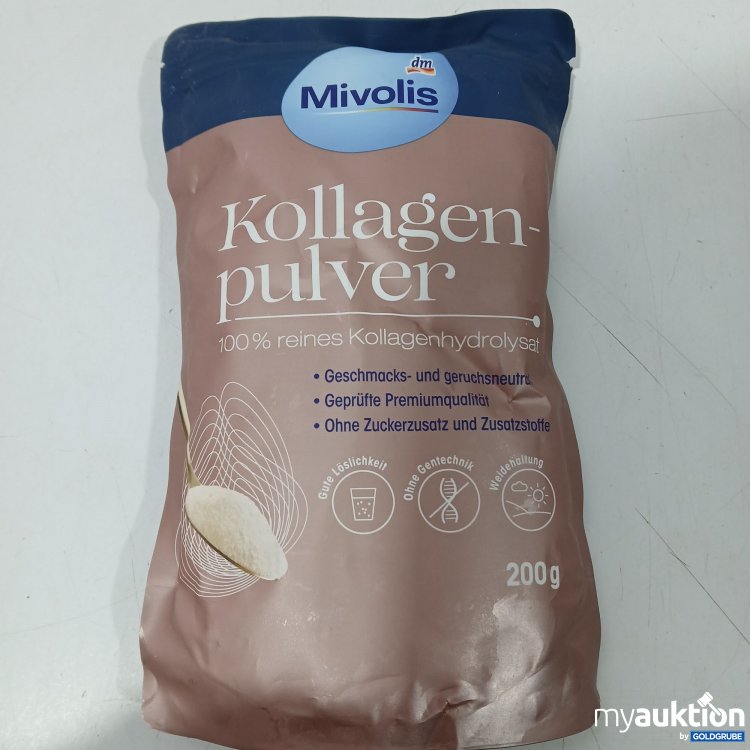 dm
Mivolis
Kollagen-
pulver
100 % reines Kollagenhydrolysat
• Geschmacks- und geruchsneutral
• Geprüfte Premiumqualität
• Ohne Zuckerzusatz und Zusatzstoffe
Gute Löslichkeit
Ohne Gentechnik
Weidehaltung
200 g
myauktion
by GOLDGRUBE